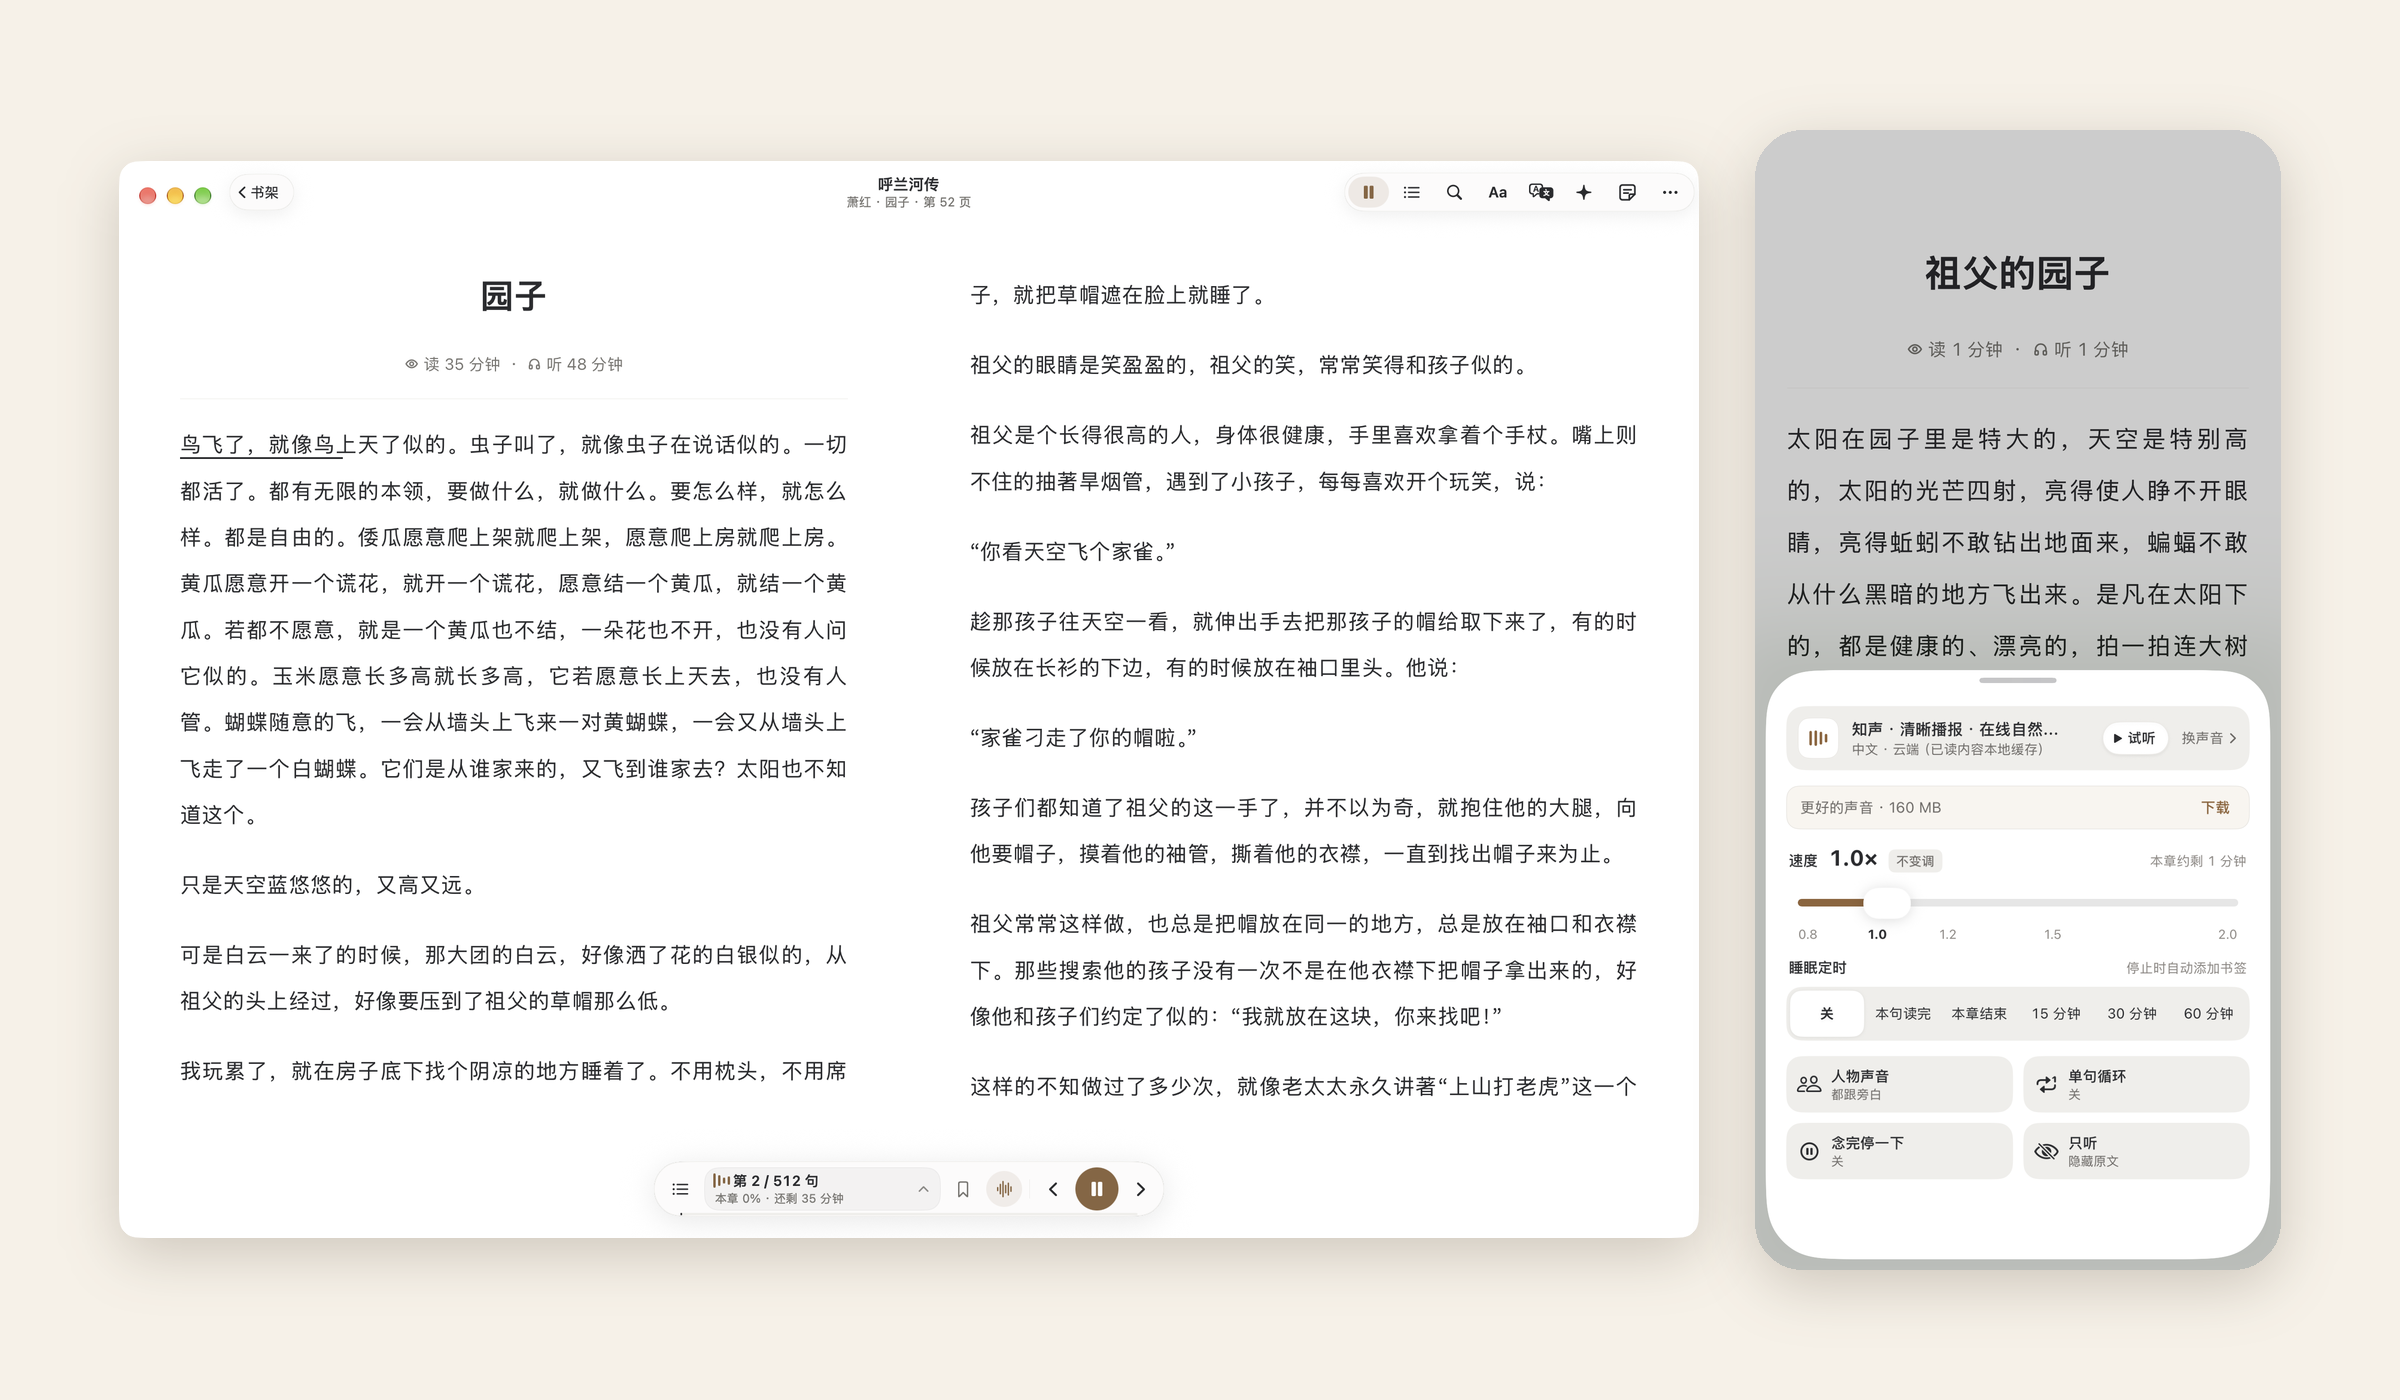 书架
呼兰河传
萧红 · 园子 · 第 52 页
Aa
园子
读 35 分钟 · 听 48 分钟
鸟飞了，就像鸟上天了似的。虫子叫了，就像虫子在说话似的。一切
都活了。都有无限的本领，要做什么，就做什么。要怎么样，就怎么
样。都是自由的。倭瓜愿意爬上架就爬上架，愿意爬上房就爬上房。
黄瓜愿意开一个谎花，就开一个谎花，愿意结一个黄瓜，就结一个黄
瓜。若都不愿意，就是一个黄瓜也不结，一朵花也不开，也没有人问
它似的。玉米愿意长多高就长多高，它若愿意长上天去，也没有人
管。蝴蝶随意的飞，一会从墙头上飞来一对黄蝴蝶，一会又从墙头上
飞走了一个白蝴蝶。它们是从谁家来的，又飞到谁家去？太阳也不知
道这个。
只是天空蓝悠悠的，又高又远。
可是白云一来了的时候，那大团的白云，好像洒了花的白银似的，从
祖父的头上经过，好像要压到了祖父的草帽那么低。
我玩累了，就在房子底下找个阴凉的地方睡着了。不用枕头，不用席
子，就把草帽遮在脸上就睡了。
祖父的眼睛是笑盈盈的，祖父的笑，常常笑得和孩子似的。
祖父是个长得很高的人，身体很健康，手里喜欢拿着个手杖。嘴上则
不住的抽著旱烟管，遇到了小孩子，每每喜欢开个玩笑，说：
“你看天空飞个家雀。”
趁那孩子往天空一看，就伸出手去把那孩子的帽给取下来了，有的时
候放在长衫的下边，有的时候放在袖口里头。他说：
“家雀刁走了你的帽啦。”
孩子们都知道了祖父的这一手了，并不以为奇，就抱住他的大腿，向
他要帽子，摸着他的袖管，撕着他的衣襟，一直到找出帽子来为止。
祖父常常这样做，也总是把帽放在同一的地方，总是放在袖口和衣襟
下。那些搜索他的孩子没有一次不是在他衣襟下把帽子拿出来的，好
像他和孩子们约定了似的：“我就放在这块，你来找吧！”
这样的不知做过了多少次，就像老太太永久讲著“上山打老虎”这一个
第 2 / 512 句
本章 0% · 还剩 35 分钟
祖父的园子
读 1 分钟 · 听 1 分钟
太阳在园子里是特大的，天空是特别高
的，太阳的光芒四射，亮得使人睁不开眼
睛，亮得蚯蚓不敢钻出地面来，蝙蝠不敢
从什么黑暗的地方飞出来。是凡在太阳下
的，都是健康的、漂亮的，拍一拍连大树
知声 · 清晰播报 · 在线自然...
中文 · 云端（已读内容本地缓存）
试听
换声音
更好的声音 · 160 MB
下载
速度 1.0× 不变调
本章约剩 1 分钟
0.8 1.0 1.2 1.5 2.0
睡眠定时
停止时自动添加书签
关 本句读完 本章结束 15 分钟 30 分钟 60 分钟
人物声音
都跟旁白
单句循环
关
念完停一下
关
只听
隐藏原文